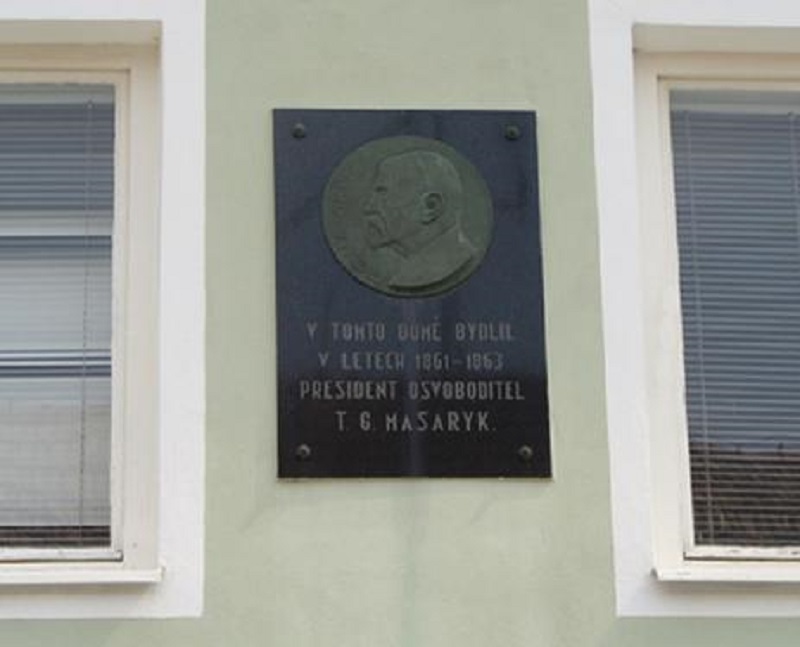 V TOMTO DOMĚ BYDLIL
V LETECH 1861-1863
PRESIDENT OSVOBODITEL
T. G. MASARYK.